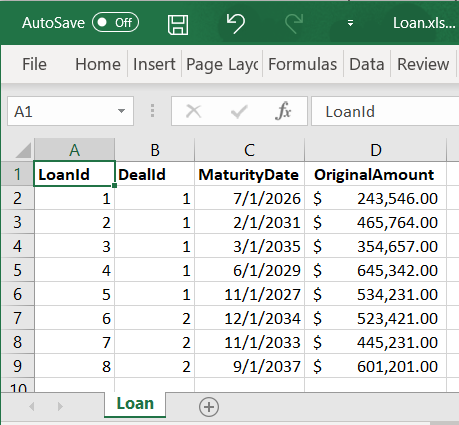 AutoSave Off Loan.xls...
File Home Insert Page Layc Formulas Data Review
A1 fx LoanId
A B C D
1 LoanId DealId MaturityDate OriginalAmount
2 1 1 7/1/2026 $ 243,546.00
3 2 1 2/1/2031 $ 465,764.00
4 3 1 3/1/2035 $ 354,657.00
5 4 1 6/1/2029 $ 645,342.00
6 5 1 11/1/2027 $ 534,231.00
7 6 2 12/1/2034 $ 523,421.00
8 7 2 11/1/2033 $ 445,231.00
9 8 2 9/1/2037 $ 601,201.00
10
Loan